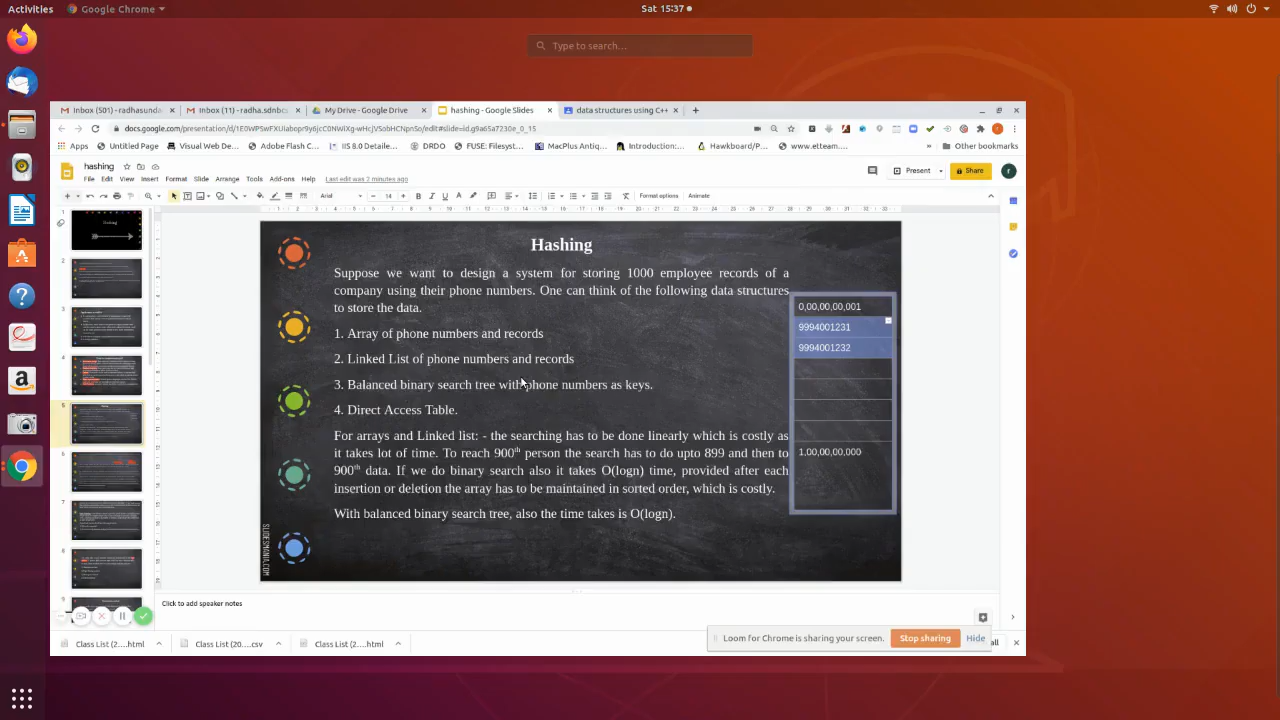 Activities
Google Chrome
Sat 15:37
Type to search...
Inbox (501) - radhasunda
Inbox (11) - radha.sdnbc
My Drive - Google Drive
hashing - Google Slides
data structures using C++
Apps
Untitled Page
Visual Web De...
Adobe Flash C...
IIS 8.0 Detaile...
DRDO
FUSE: Filesyst...
MacPlus Antiq...
Introduction:...
Hawkboard/P...
www.etteam....
Other bookmarks
hashing
File Edit View Insert Format Slide Arrange Tools Add-ons Help
Last edit was 2 minutes ago
Present
Share
Arial
14
Format options
Animate
1
2
3
4
5
6
7
8
9
Hashing
Suppose we want to design a system for storing 1000 employee records of a
company using their phone numbers. One can think of the following data structures
to store the data.
1. Array of phone numbers and records
2. Linked List of phone numbers and records
3. Balanced binary search tree with phone numbers as keys.
4. Direct Access Table.
For arrays and Linked list: - the searching has to be done linearly which is costly as
it takes lot of time. To reach 900th person the search has to do upto 899 and then to
900th data. If we do binary search also it takes O(logn) time, provided after each
insertion or deletion the array has to be maintained in sorted order, which is costly.
With balanced binary search tree, also the time takes is O(logn).
0,00,00,00,001
9994001231
9994001232
1,00,00,00,000
SLIDESMANIA.COM
Click to add speaker notes
Class List (2....html
Class List (20....csv
Class List (2....html
Loom for Chrome is sharing your screen.
Stop sharing
Hide